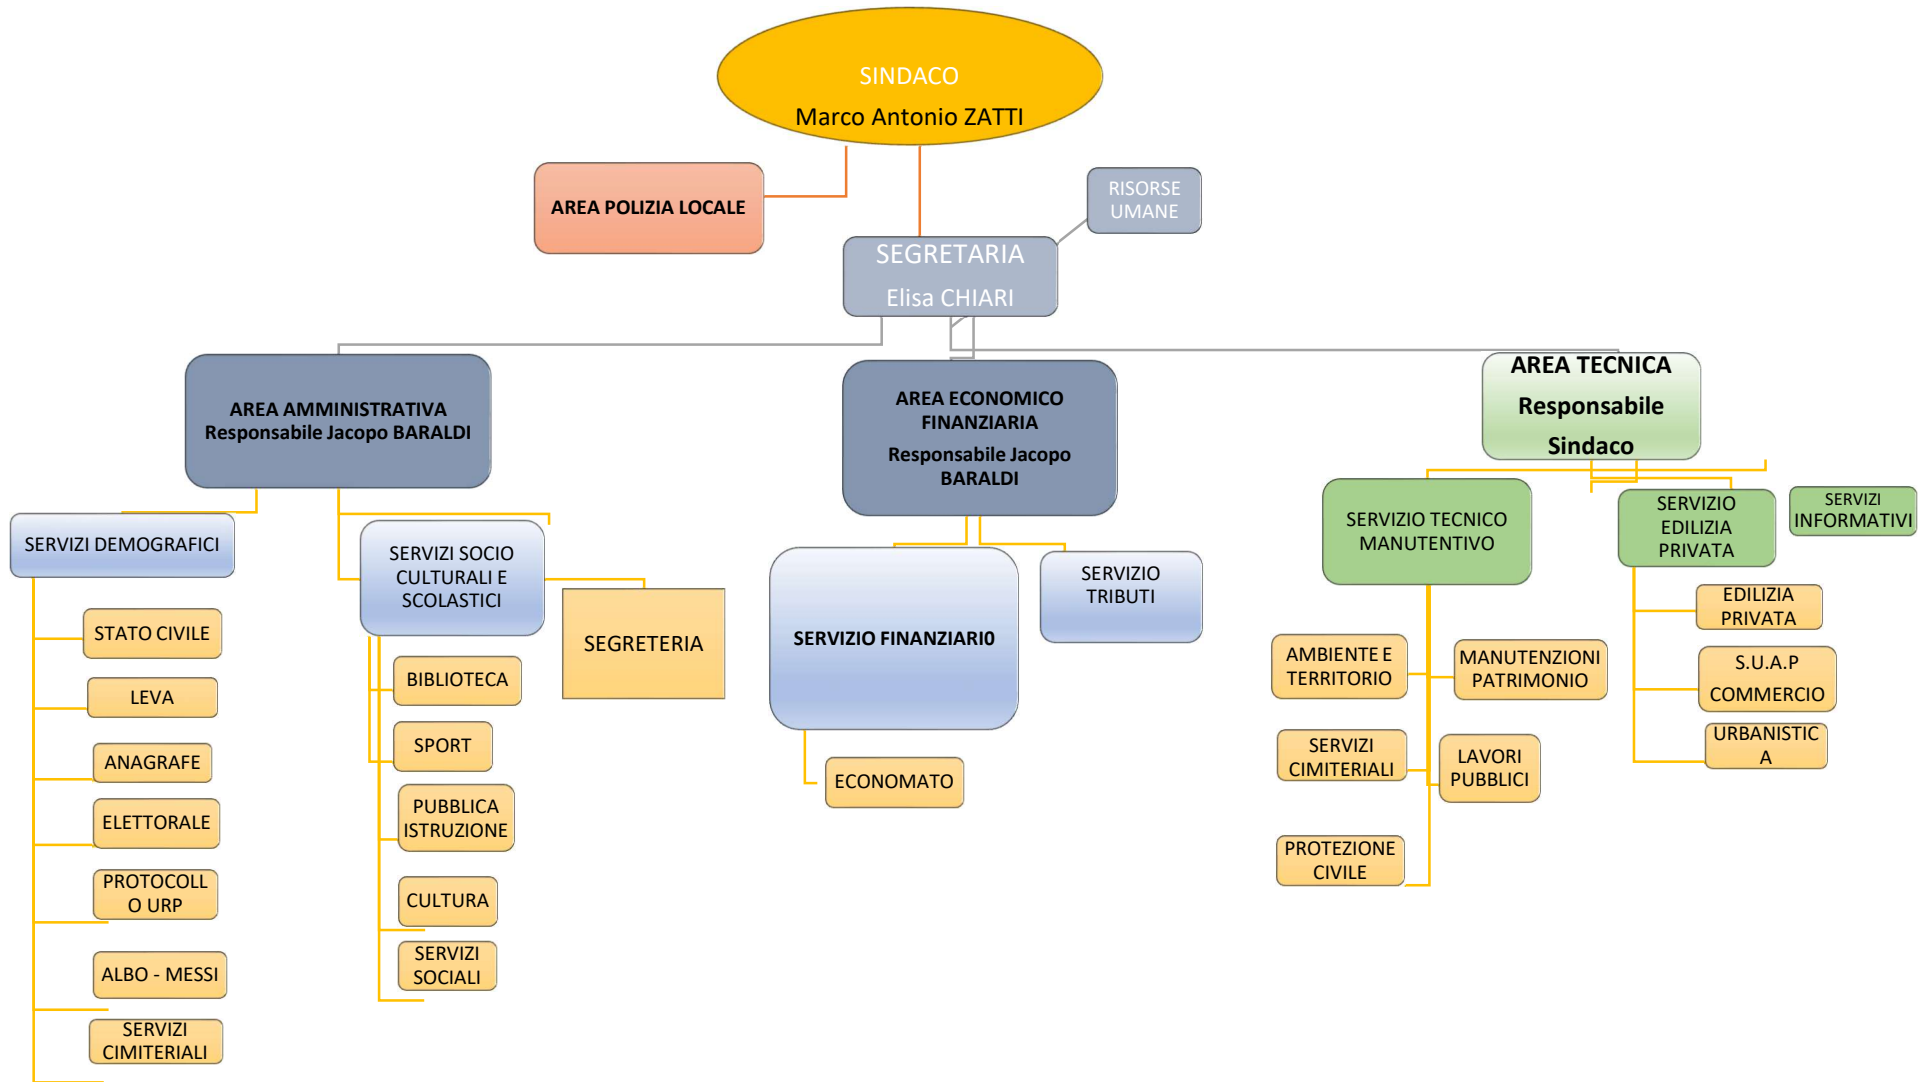 SINDACO
Marco Antonio ZATTI
AREA POLIZIA LOCALE
RISORSE
UMANE
SEGRETARIA
Elisa CHIARI
AREA AMMINISTRATIVA
Responsabile Jacopo BARALDI
AREA ECONOMICO
FINANZIARIA
Responsabile Jacopo
BARALDI
AREA TECNICA
Responsabile
Sindaco
SERVIZI DEMOGRAFICI
STATO CIVILE
LEVA
ANAGRAFE
ELETTORALE
PROTOCOLL
O URP
ALBO - MESSI
SERVIZI
CIMITERIALI
SERVIZI SOCIO
CULTURALI E
SCOLASTICI
BIBLIOTECA
SPORT
PUBBLICA
ISTRUZIONE
CULTURA
SERVIZI
SOCIALI
SEGRETERIA
SERVIZIO FINANZIARI0
ECONOMATO
SERVIZIO
TRIBUTI
SERVIZIO TECNICO
MANUTENTIVO
AMBIENTE E
TERRITORIO
MANUTENZIONI
PATRIMONIO
SERVIZI
CIMITERIALI
LAVORI
PUBBLICI
PROTEZIONE
CIVILE
SERVIZIO
EDILIZIA
PRIVATA
EDILIZIA
PRIVATA
S.U.A.P
COMMERCIO
URBANISTIC
A
SERVIZI
INFORMATIVI